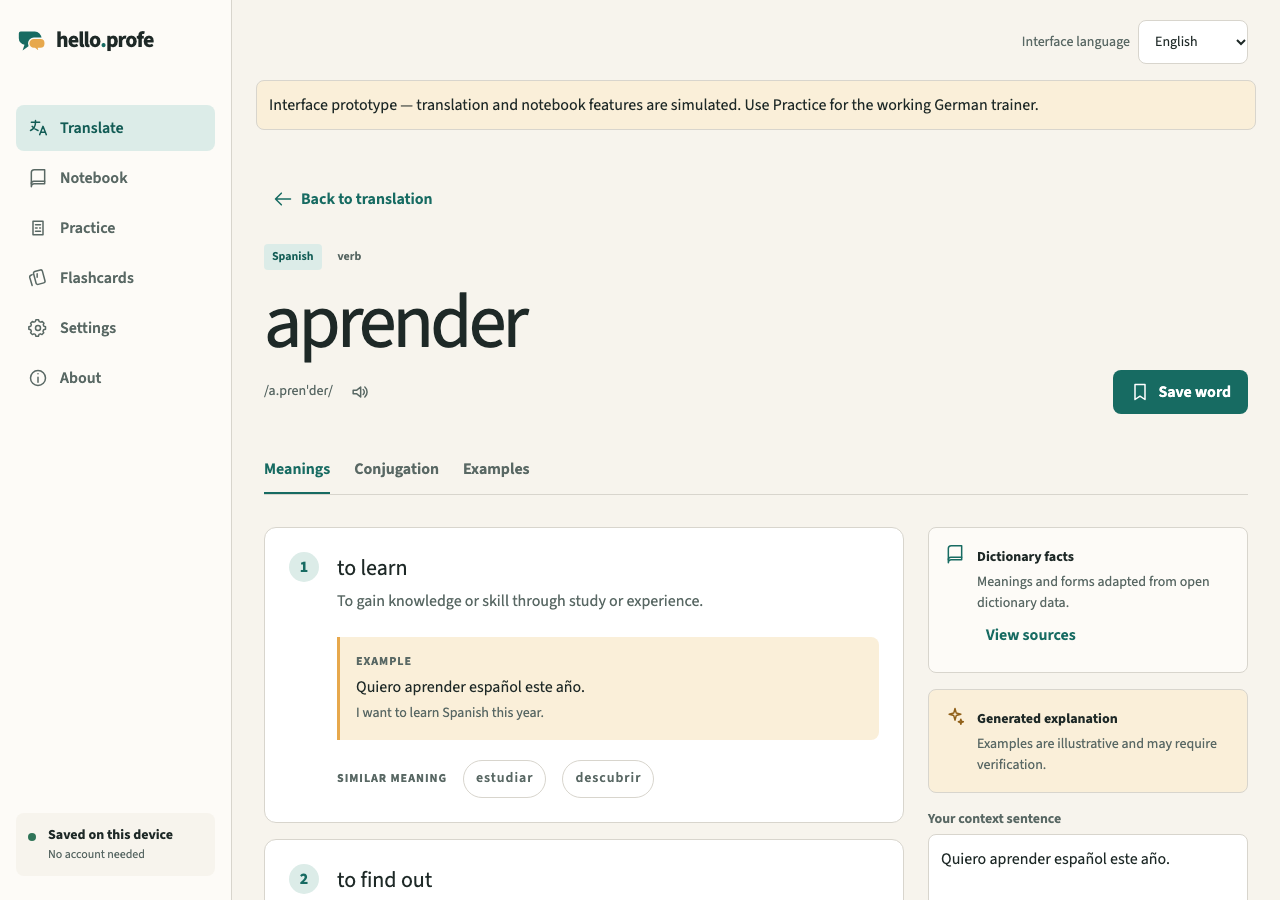 hello.profe
Interface language
English
Interface prototype — translation and notebook features are simulated. Use Practice for the working German trainer.
Translate
Notebook
Practice
Flashcards
Settings
About
Back to translation
Spanish verb
aprender
/a.pren'der/
Save word
Meanings Conjugation Examples
1 to learn
To gain knowledge or skill through study or experience.
EXAMPLE
Quiero aprender español este año.
I want to learn Spanish this year.
SIMILAR MEANING estudiar descubrir
2 to find out
Dictionary facts
Meanings and forms adapted from open
dictionary data.
View sources
Generated explanation
Examples are illustrative and may require
verification.
Your context sentence
Quiero aprender español este año.
Saved on this device
No account needed